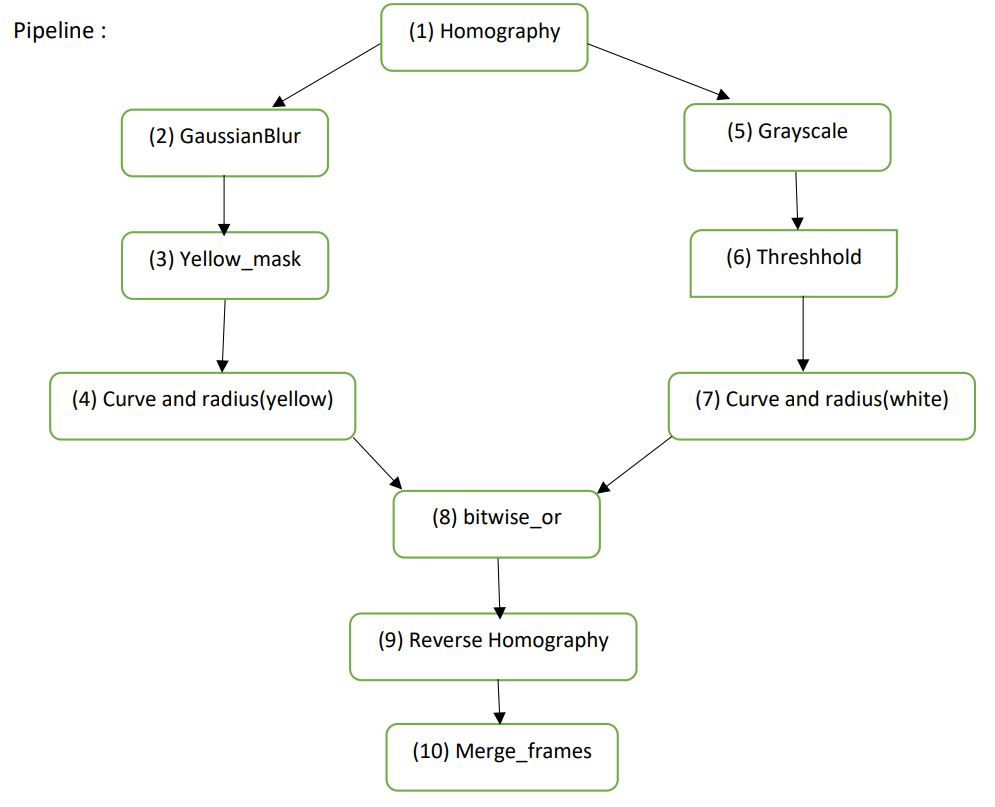 Pipeline :
(1) Homography
(2) GaussianBlur
(5) Grayscale
(3) Yellow_mask
(6) Threshhold
(4) Curve and radius(yellow)
(7) Curve and radius(white)
(8) bitwise_or
(9) Reverse Homography
(10) Merge_frames